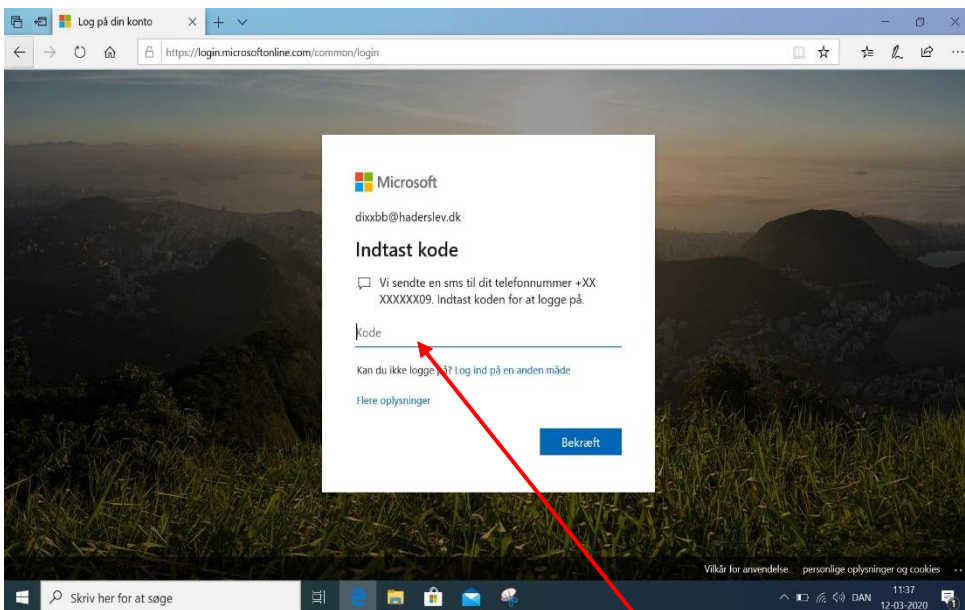 Log på din konto
https://login.microsoftonline.com/common/login
Microsoft
dixxbb@haderslev.dk
Indtast kode
Vi sendte en sms til dit telefonnummer +XX
XXXXXX09. Indtast koden for at logge på.
Kode
Kan du ikke logge på? Log ind på en anden måde
Flere oplysninger
Bekræft
Vilkår for anvendelse personlige oplysninger og cookies ..
Skriv her for at søge
DAN
11:37
12-03-2020
1